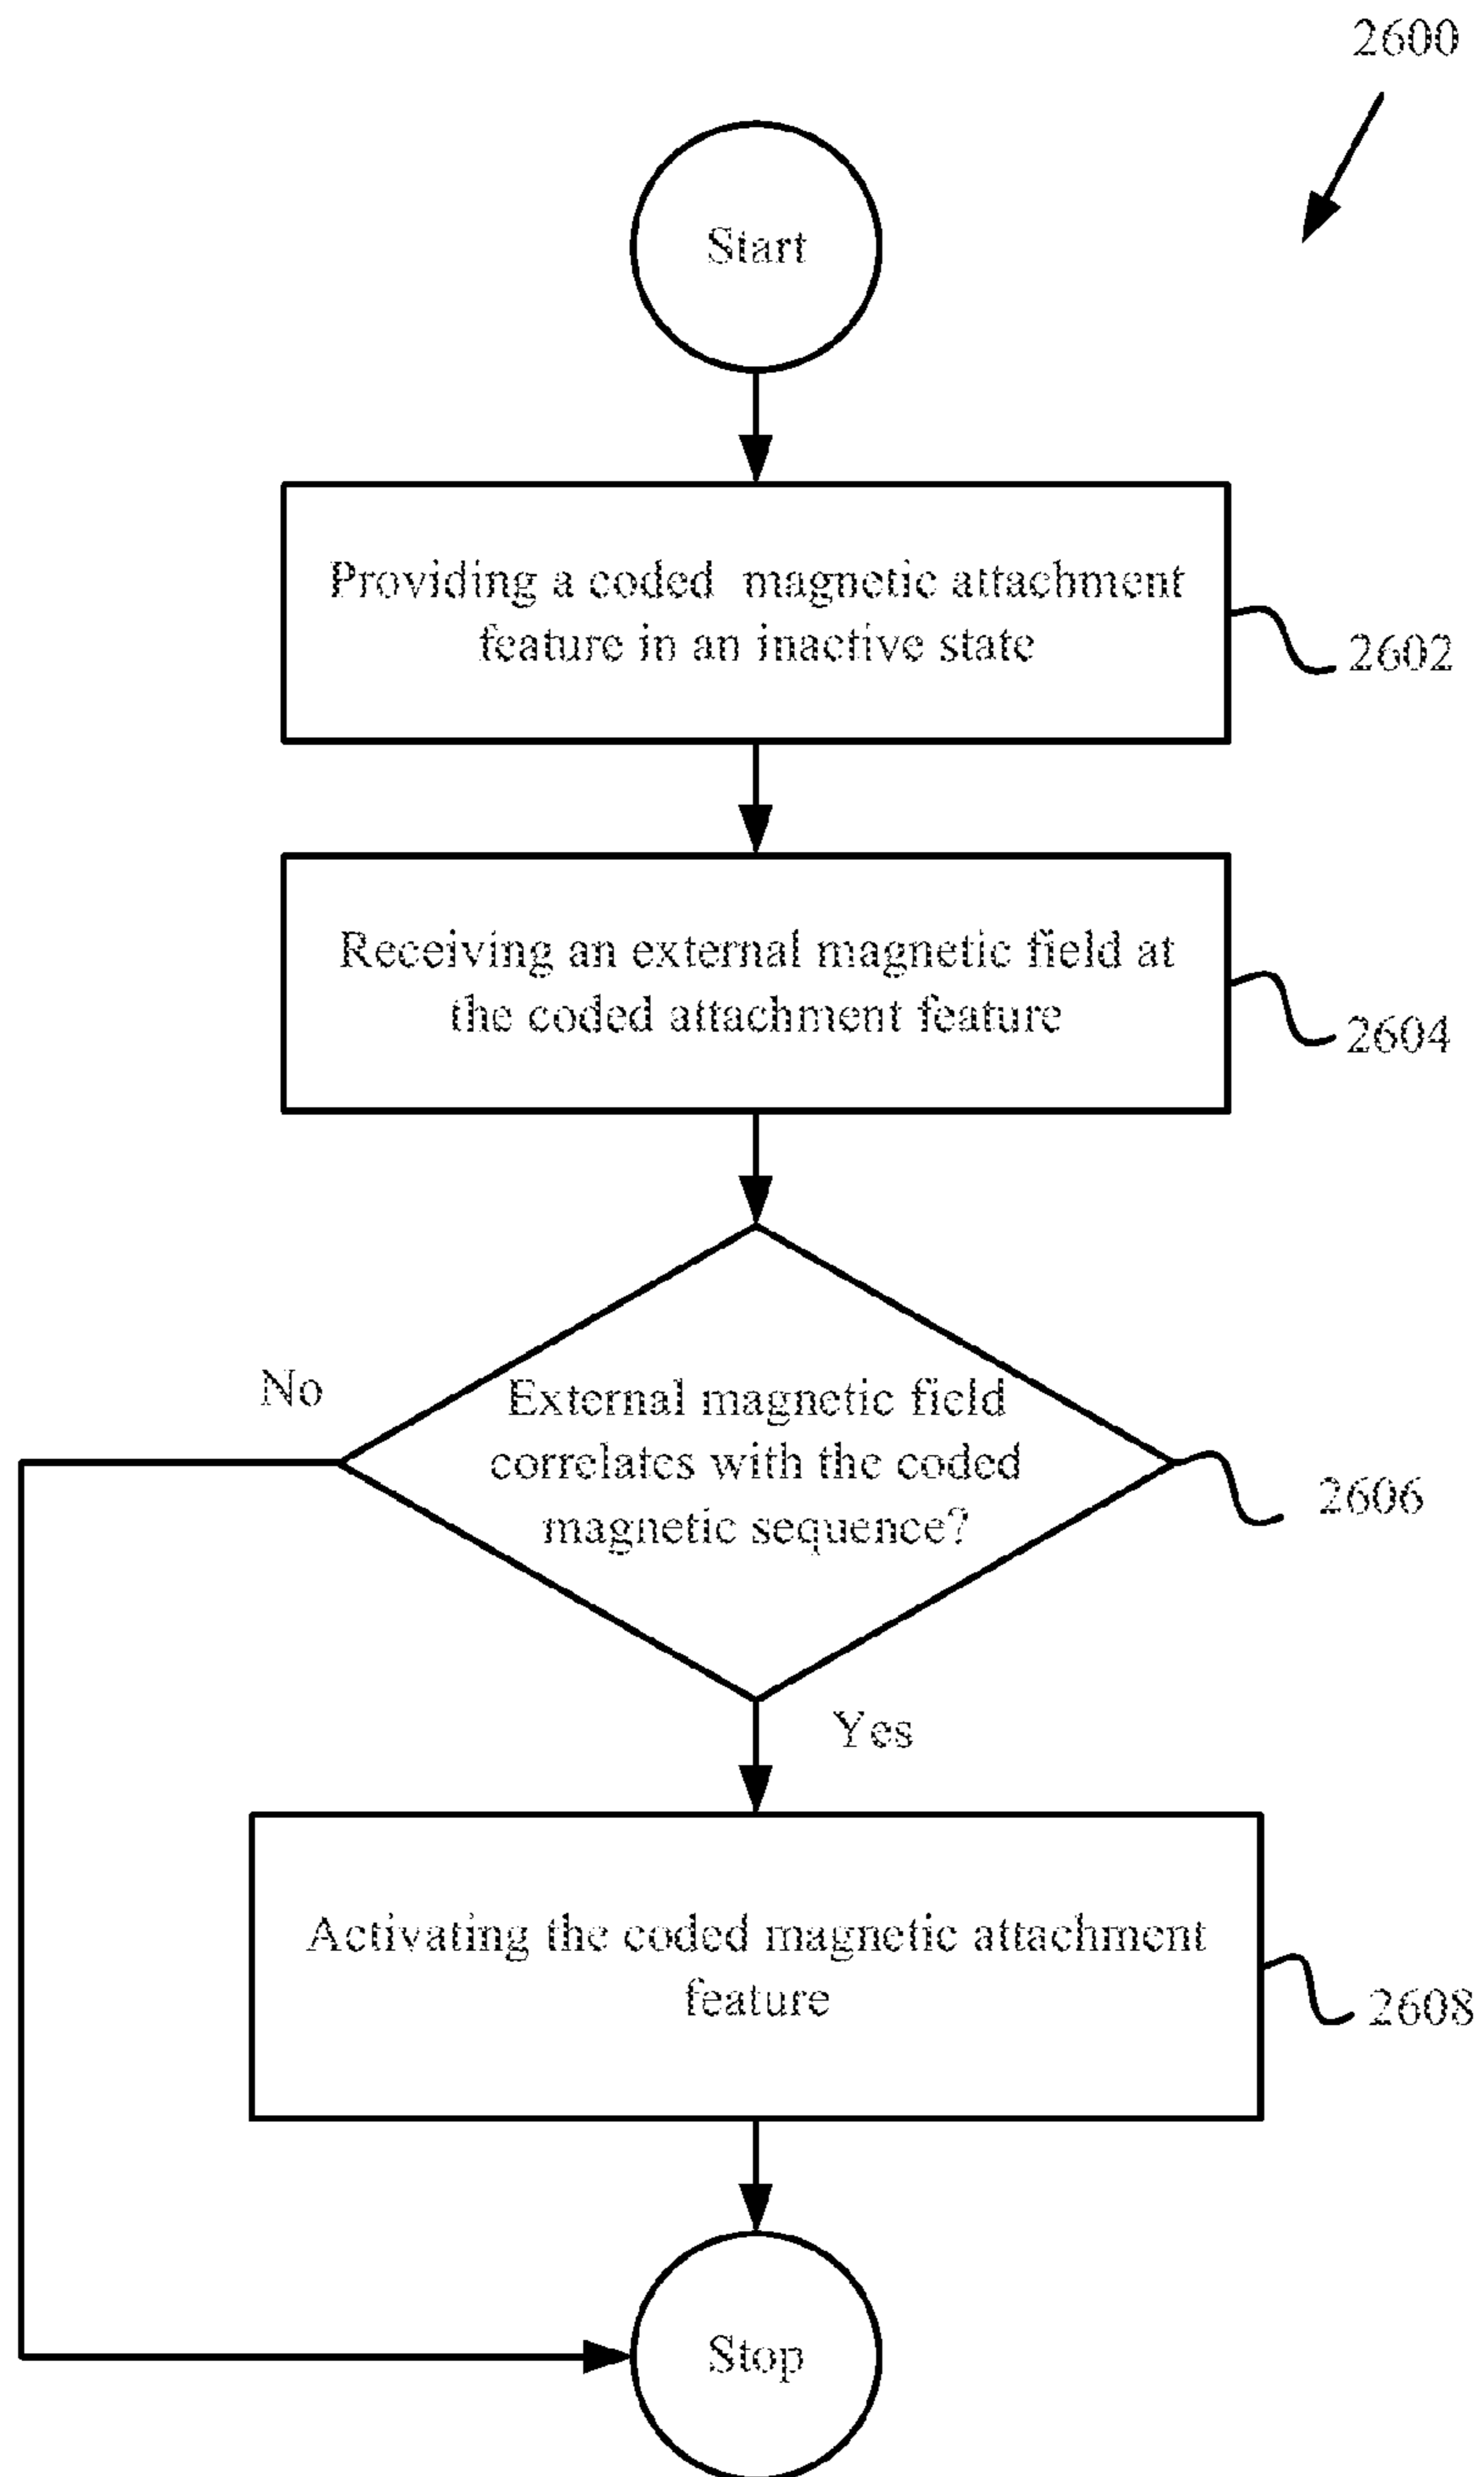 2600
Start
Providing a coded magnetic attachment
feature in an inactive state
2602
Receiving an external magnetic field at
the coded attachment feature
2604
No
External magnetic field
correlates with the coded
magnetic sequence?
2606
Yes
Activating the coded magnetic attachment
feature
2608
Stop